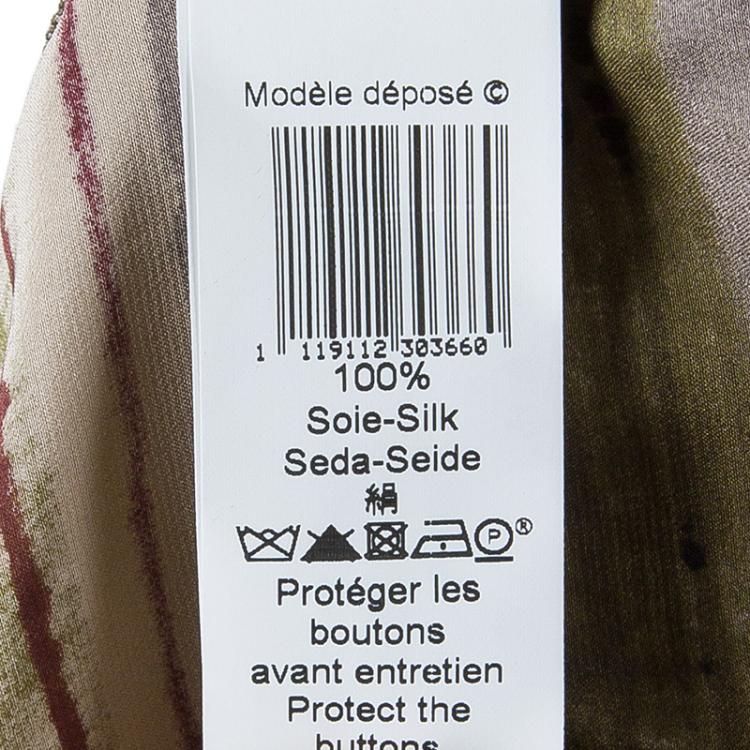 Modèle déposé ©
1 119112 303660
100%
Soie-Silk
Seda-Seide
絹
P ®
Protéger les
boutons
avant entretien
Protect the
buttons